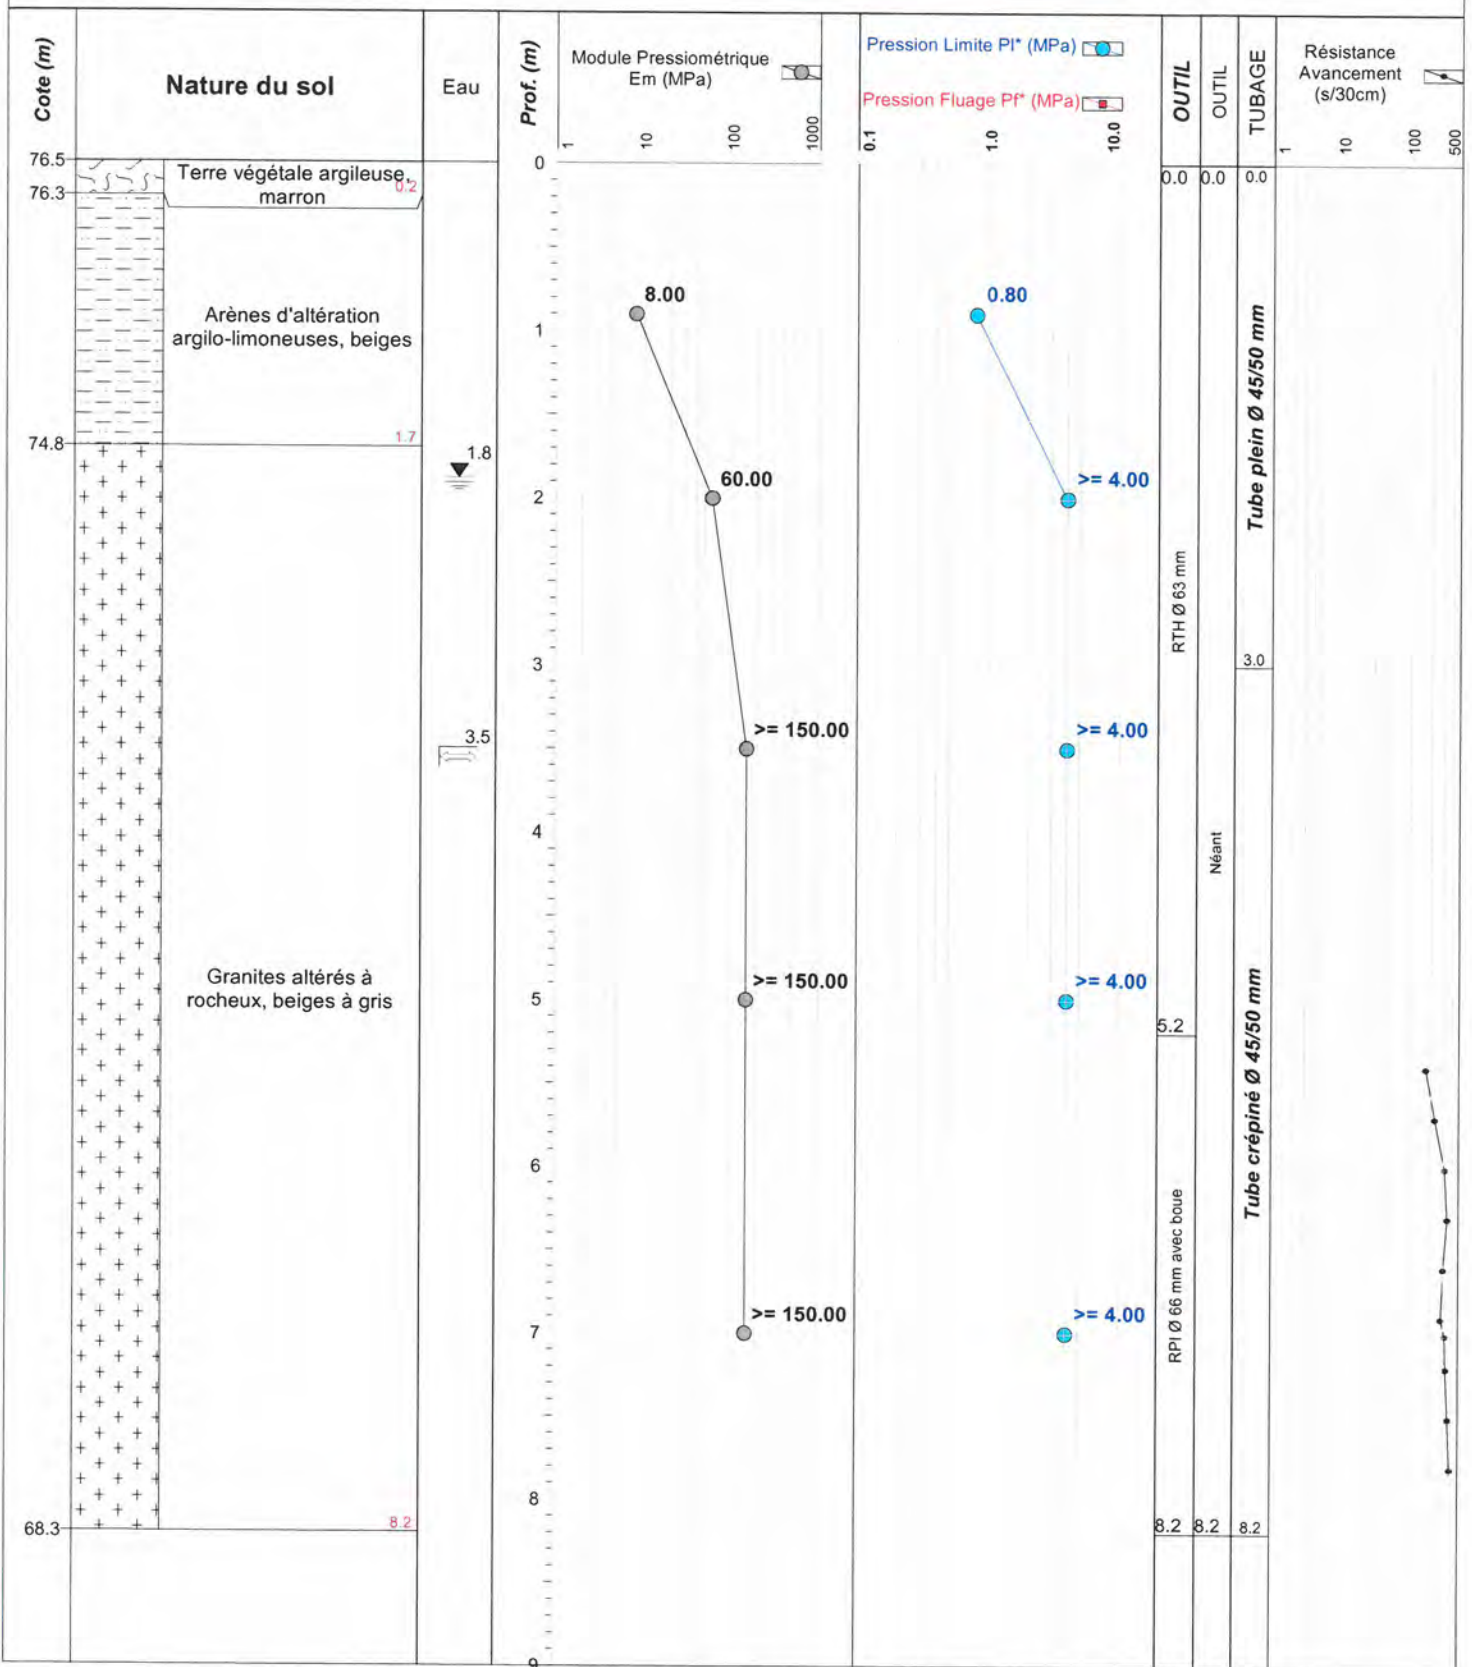 Cote (m)
Nature du sol
Eau
Prof. (m)
Module Pressiométrique
Em (MPa)
1
10
100
1000
Pression Limite Pl* (MPa)
Pression Fluage Pf* (MPa)
0.1
1.0
10.0
OUTIL
OUTIL
TUBAGE
Résistance
Avancement
(s/30cm)
1
10
100
500
76.5
76.3
74.8
68.3
Terre végétale argileuse,
marron
0.2
Arènes d'altération
argilo-limoneuses, beiges
1.7
Granites altérés à
rocheux, beiges à gris
8.2
1.8
3.5
0
1
2
3
4
5
6
7
8
9
8.00
60.00
>= 150.00
>= 150.00
>= 150.00
0.80
>= 4.00
>= 4.00
>= 4.00
>= 4.00
0.0
RTH Ø 63 mm
5.2
RPI Ø 66 mm avec boue
8.2
0.0
Néant
8.2
0.0
Tube plein Ø 45/50 mm
3.0
Tube crépiné Ø 45/50 mm
8.2